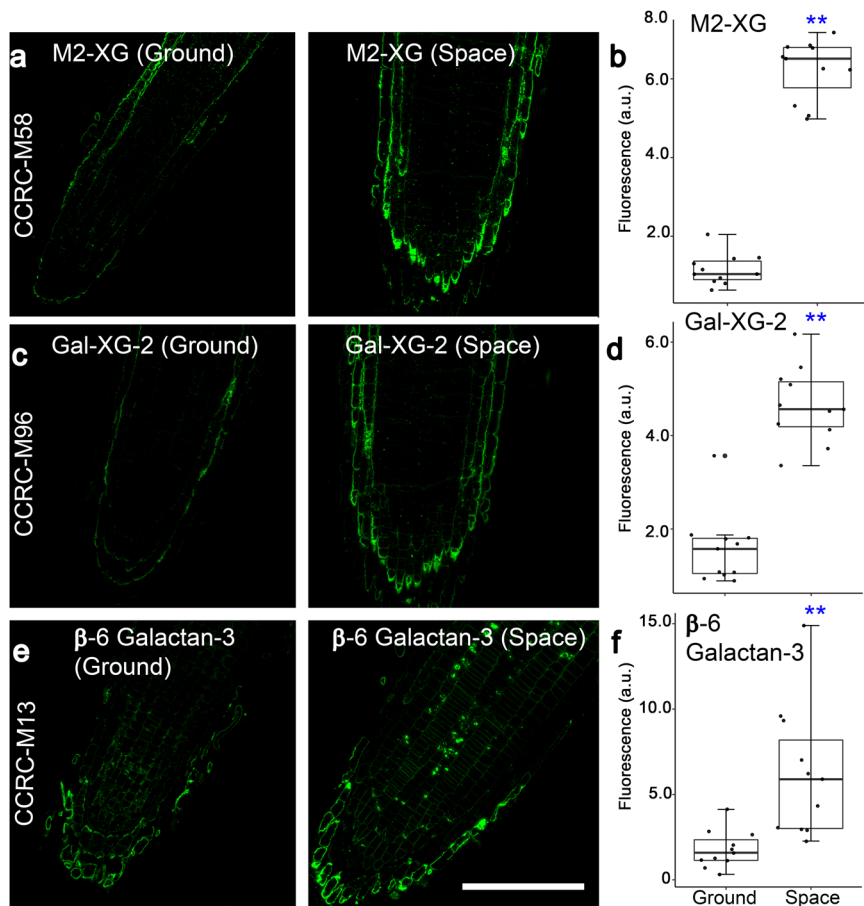 a
M2-XG (Ground)
M2-XG (Space)
CCRC-M58
b
M2-XG
**
8.0
6.0
4.0
2.0
Fluorescence (a.u.)
c
Gal-XG-2 (Ground)
Gal-XG-2 (Space)
CCRC-M96
d
Gal-XG-2
**
6.0
4.0
2.0
Fluorescence (a.u.)
e
β-6 Galactan-3
(Ground)
β-6 Galactan-3 (Space)
CCRC-M13
f
β-6
Galactan-3
**
15.0
10.0
5.0
0
Fluorescence (a.u.)
Ground
Space